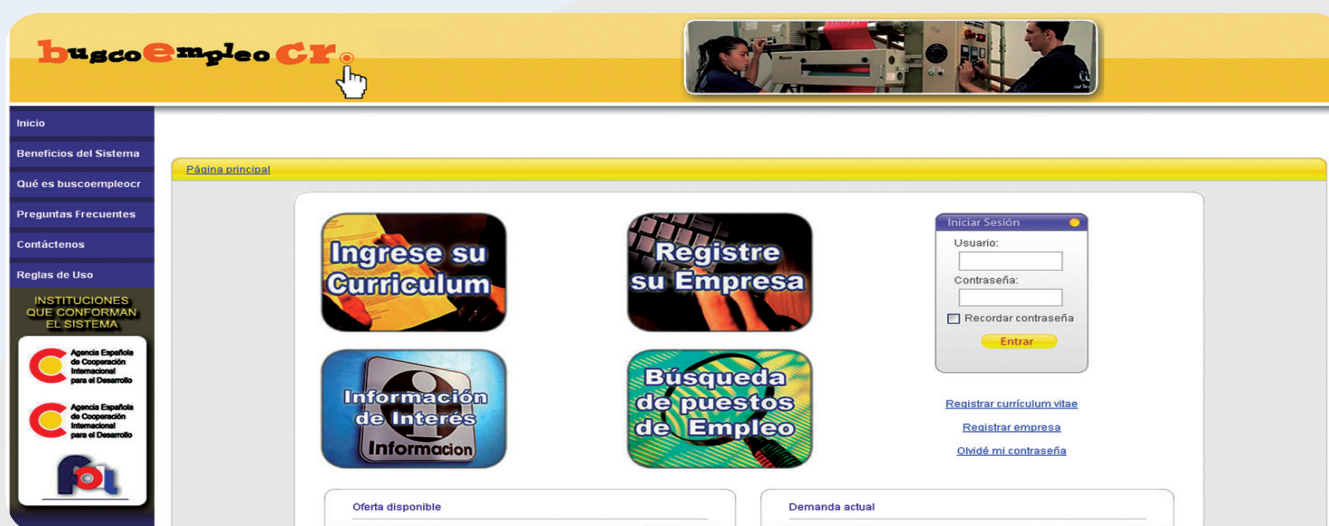 buscoempleocr
Inicio
Beneficios del Sistema
Qué es buscoempleocr
Preguntas Frecuentes
Contáctenos
Reglas de Uso
INSTITUCIONES
QUE CONFORMAN
EL SISTEMA
Agencia Española
de Cooperación
Internacional
para el Desarrollo
Agencia Española
de Cooperación
Internacional
para el Desarrollo
fol
Página principal
Ingrese su
Curriculum
Registre
su Empresa
Información
de Interés
Informacion
Búsqueda
de puestos
de Empleo
Iniciar Sesión
Usuario:
Contraseña:
Recordar contraseña
Entrar
Registrar currículum vitae
Registrar empresa
Olvidé mi contraseña
Oferta disponible
Demanda actual